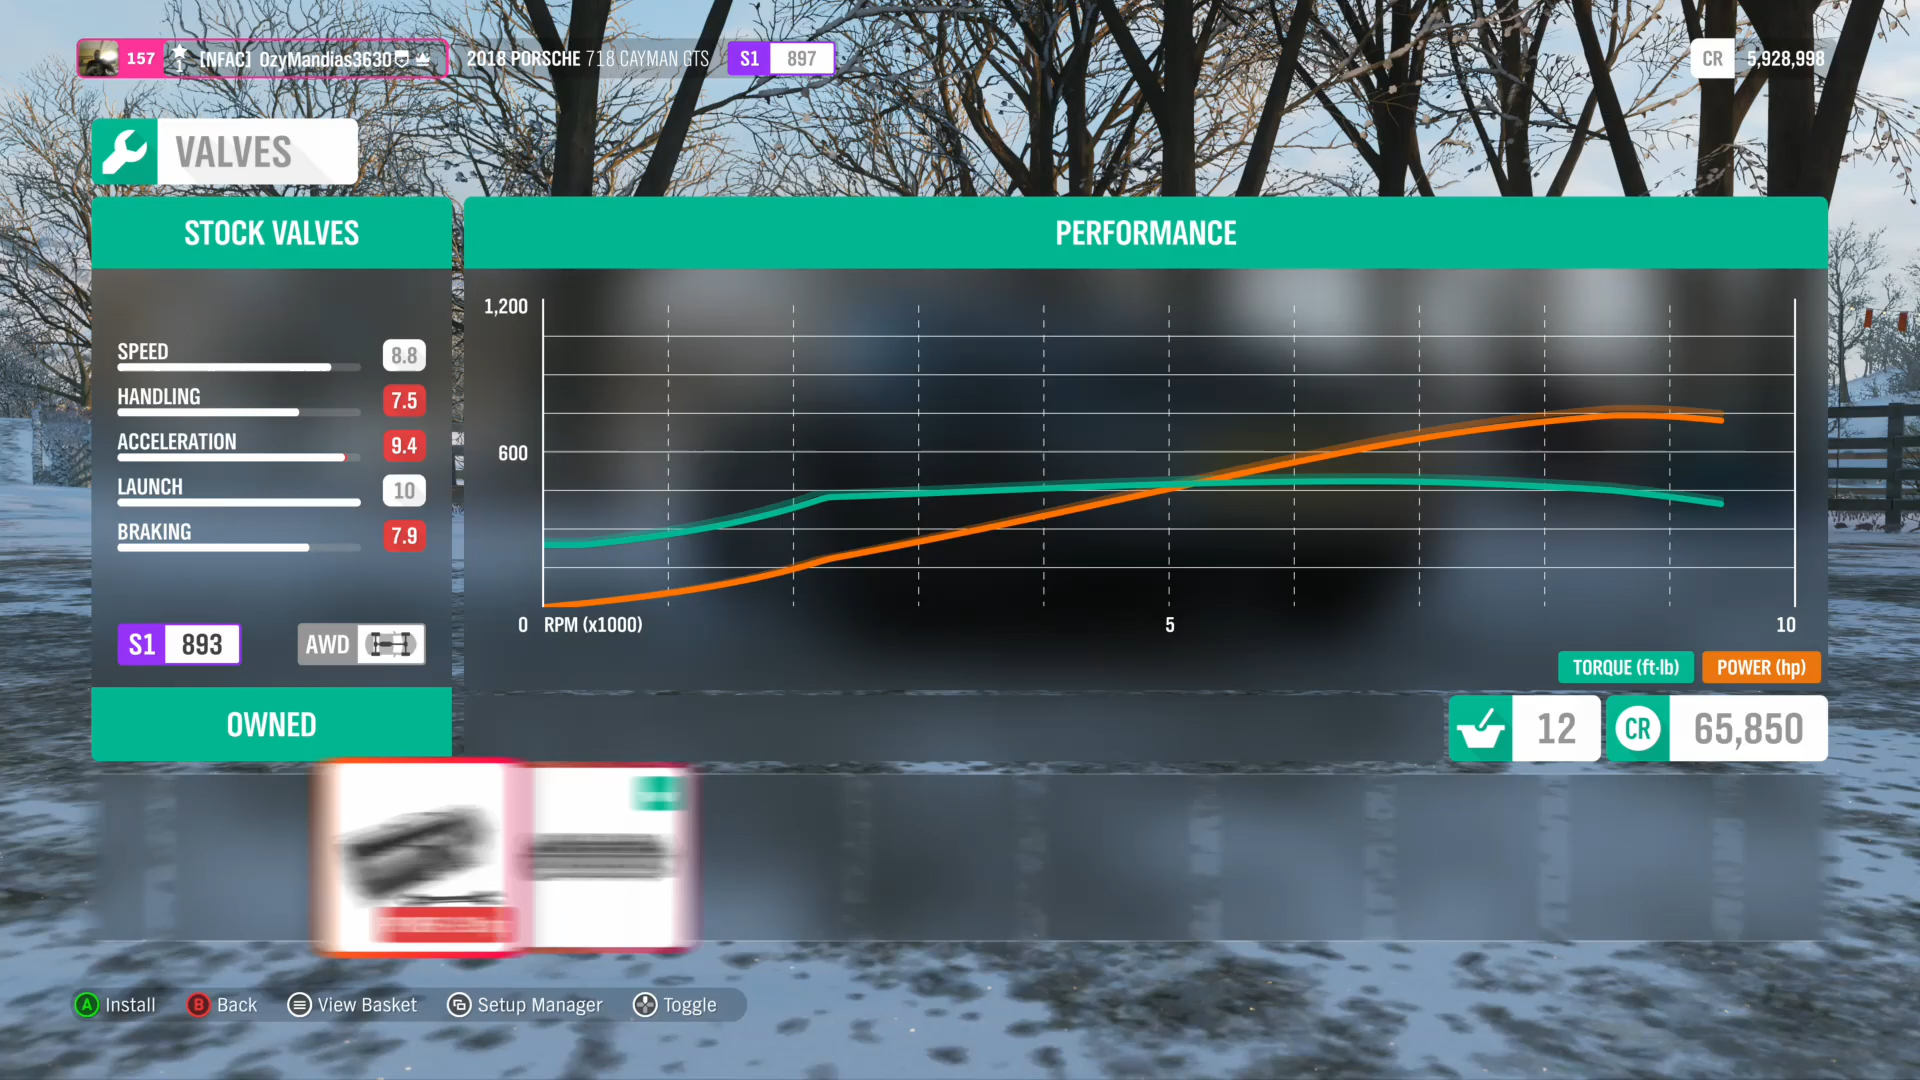 157 [NFAC] OzyMandias3630 2018 PORSCHE 718 CAYMAN GTS S1 897 CR 5,928,998
VALVES
STOCK VALVES
SPEED 8.8
HANDLING 7.5
ACCELERATION 9.4
LAUNCH 10
BRAKING 7.9
S1 893 AWD
OWNED
PERFORMANCE
1,200
600
0 RPM (x1000) 5 10
TORQUE (ft·lb) POWER (hp)
12 CR 65,850
A Install B Back View Basket Setup Manager Toggle